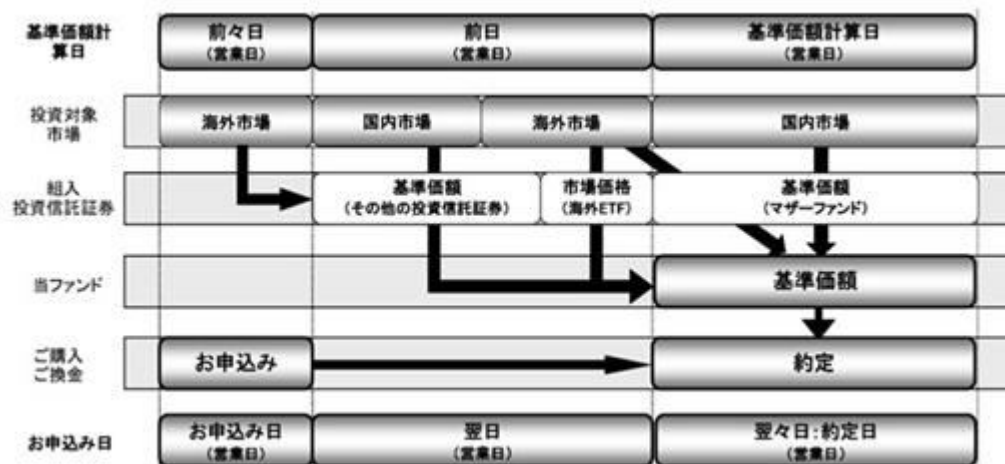 基準価額計
算日
前々日
(営業日)
前日
(営業日)
基準価額計算日
(営業日)
投資対象
市場
海外市場
国内市場
海外市場
国内市場
組入
投資信託証券
基準価額
(その他の投資信託証券)
市場価格
(海外ETF)
基準価額
(マザーファンド)
当ファンド
基準価額
ご購入
ご換金
お申込み
約定
お申込み日
お申込み日
(営業日)
翌日
(営業日)
翌々日:約定日
(営業日)